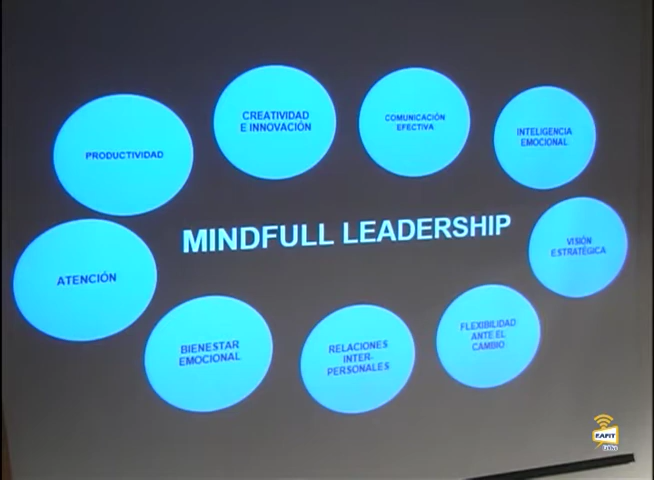 CREATIVIDAD
E INNOVACIÓN
COMUNICACIÓN
EFECTIVA
INTELIGENCIA
EMOCIONAL
PRODUCTIVIDAD
MINDFULL LEADERSHIP
VISIÓN
ESTRATÉGICA
ATENCIÓN
BIENESTAR
EMOCIONAL
RELACIONES
INTER-
PERSONALES
FLEXIBILIDAD
ANTE EL
CAMBIO
EAFIT